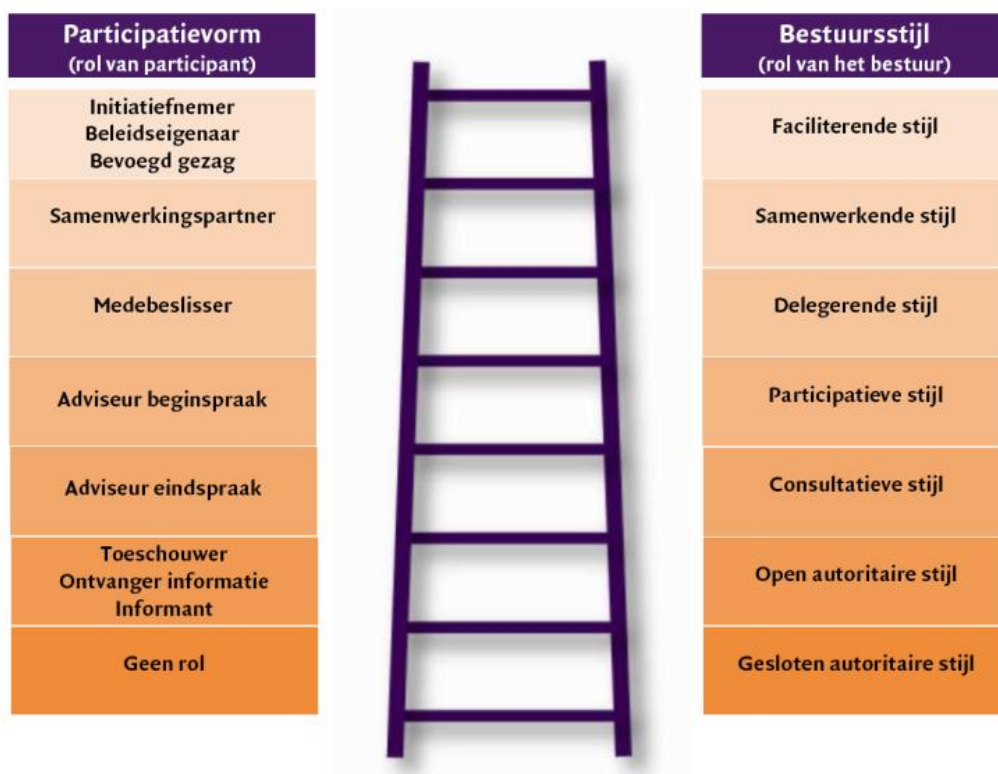 Participatievorm
(rol van participant)
Initiatiefnemer
Beleidseigenaar
Bevoegd gezag
Samenwerkingspartner
Medebeslisser
Adviseur beginspraak
Adviseur eindspraak
Toeschouwer
Ontvanger informatie
Informant
Geen rol
Bestuursstijl
(rol van het bestuur)
Faciliterende stijl
Samenwerkende stijl
Delegerende stijl
Participatieve stijl
Consultatieve stijl
Open autoritaire stijl
Gesloten autoritaire stijl